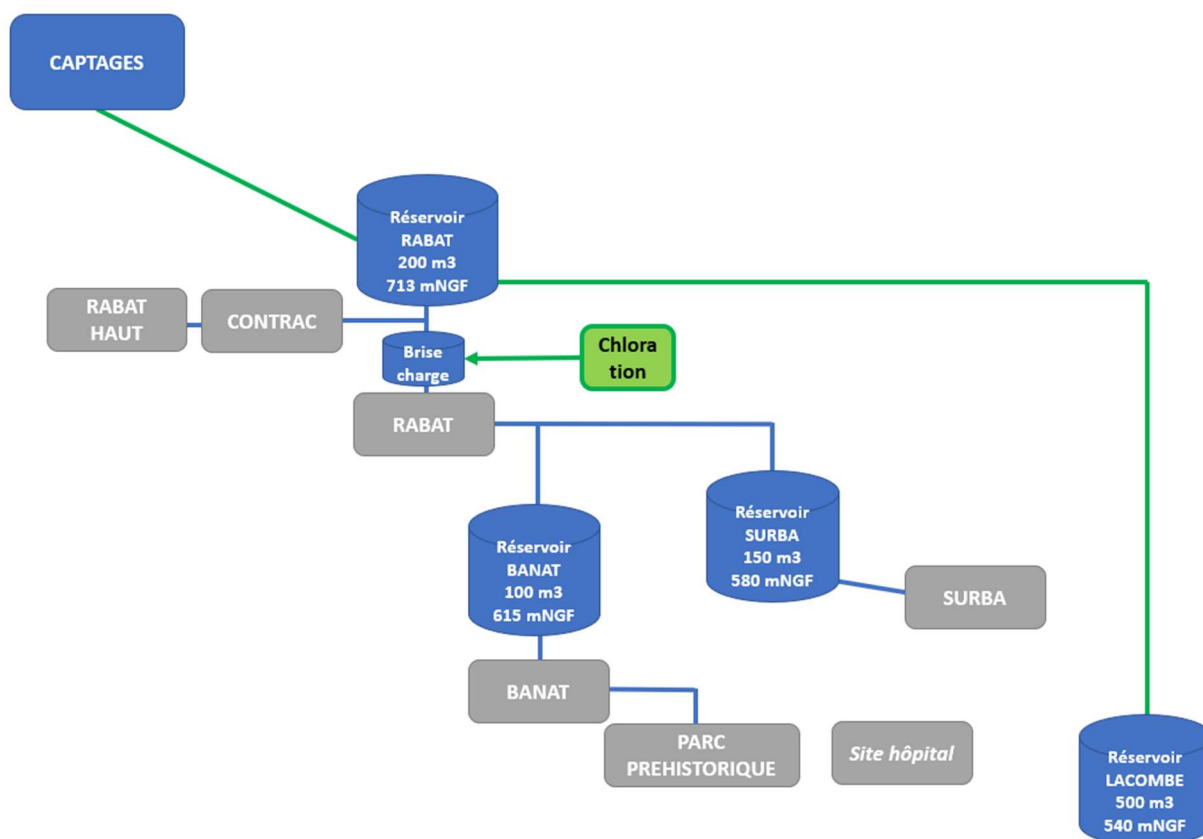 CAPTAGES
Réservoir
RABAT
200 m3
713 mNGF
RABAT
HAUT
CONTRAC
Brise
charge
Chlora
tion
RABAT
Réservoir
SURBA
150 m3
580 mNGF
Réservoir
BANAT
100 m3
615 mNGF
SURBA
BANAT
PARC
PREHISTORIQUE
Site hôpital
Réservoir
LACOMBE
500 m3
540 mNGF